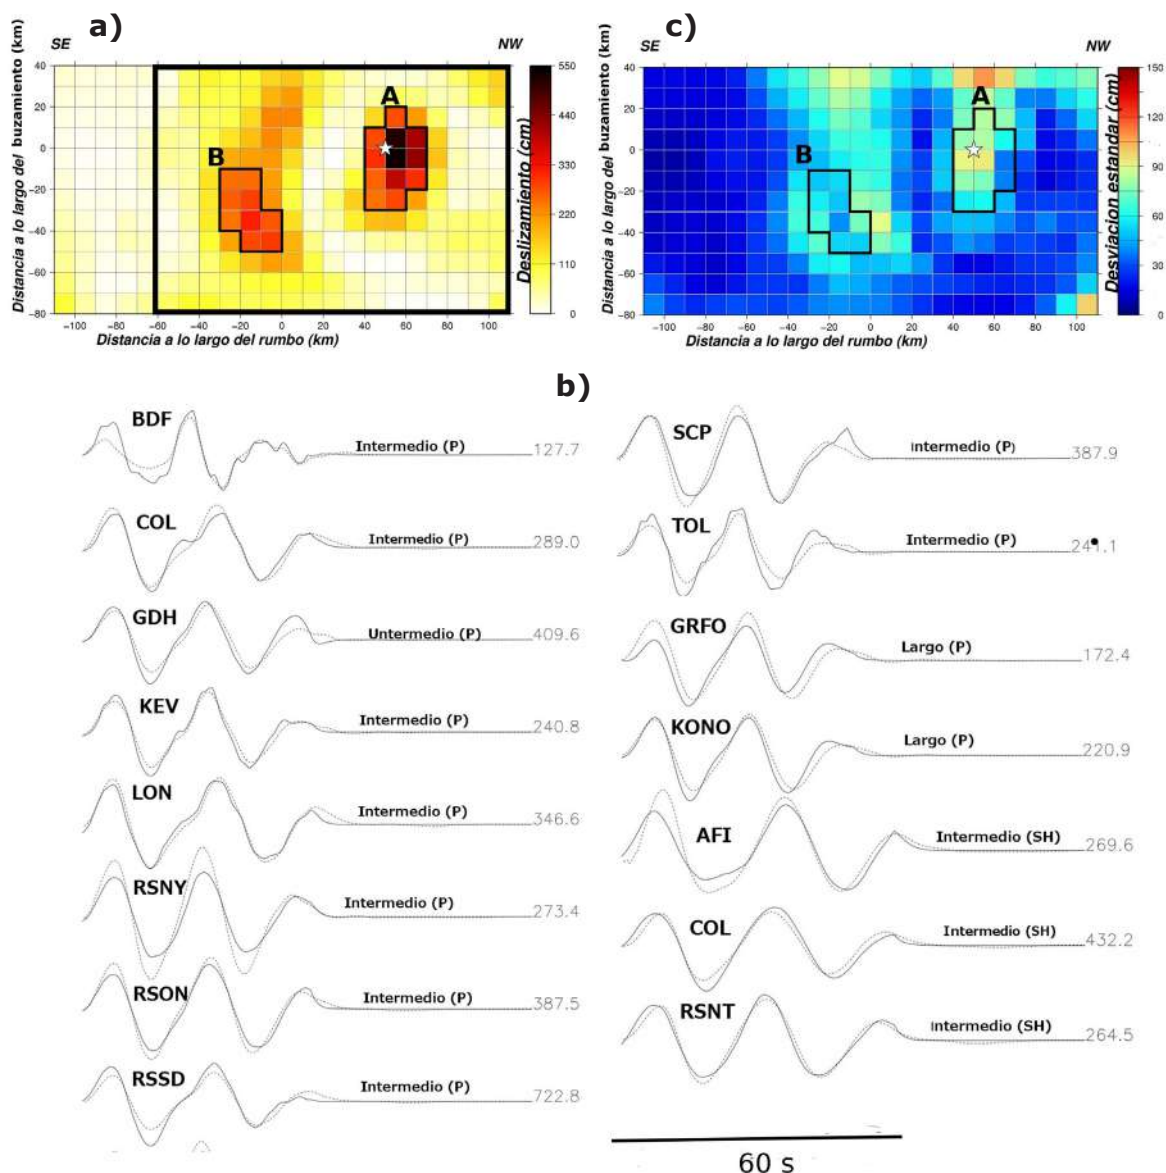 a)
SE
NW
Distancia a lo largo del buzamiento (km)
40
20
0
−20
−40
−60
−80
A
B
−100 −80 −60 −40 −20 0 20 40 60 80 100
Distancia a lo largo del rumbo (km)
Deslizamiento (cm)
550
440
330
220
110
0
c)
SE
NW
Distancia a lo largo del buzamiento (km)
40
20
0
−20
−40
−60
−80
A
B
−100 −80 −60 −40 −20 0 20 40 60 80 100
Distancia a lo largo del rumbo (km)
Desviacion estandar (cm)
150
120
90
60
30
0
b)
BDF
Intermedio (P) 127.7
COL
Intermedio (P) 289.0
GDH
Untermedio (P) 409.6
KEV
Intermedio (P) 240.8
LON
Intermedio (P) 346.6
RSNY
Intermedio (P) 273.4
RSON
Intermedio (P) 387.5
RSSD
Intermedio (P) 722.8
SCP
Intermedio (P) 387.9
TOL
Intermedio (P) 241.1
GRFO
Largo (P) 172.4
KONO
Largo (P) 220.9
AFI
Intermedio (SH) 269.6
COL
Intermedio (SH) 432.2
RSNT
Intermedio (SH) 264.5
60 s